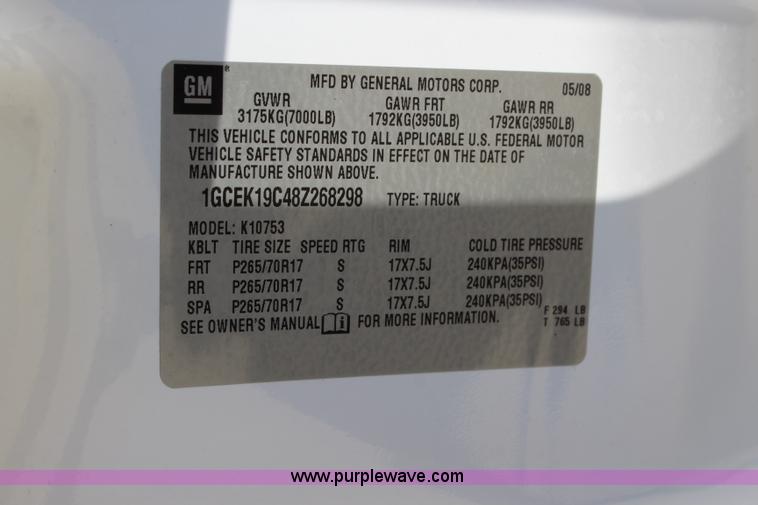 GM ® MFD BY GENERAL MOTORS CORP. 05/08
GVWR GAWR FRT GAWR RR
3175KG(7000LB) 1792KG(3950LB) 1792KG(3950LB)
THIS VEHICLE CONFORMS TO ALL APPLICABLE U.S. FEDERAL MOTOR
VEHICLE SAFETY STANDARDS IN EFFECT ON THE DATE OF
MANUFACTURE SHOWN ABOVE.
1GCEK19C48Z268298 TYPE: TRUCK
MODEL: K10753
KBLT TIRE SIZE SPEED RTG RIM COLD TIRE PRESSURE
FRT P265/70R17 S 17X7.5J 240KPA(35PSI)
RR P265/70R17 S 17X7.5J 240KPA(35PSI)
SPA P265/70R17 S 17X7.5J 240KPA(35PSI)
F 294 LB
SEE OWNER'S MANUAL i FOR MORE INFORMATION. T 765 LB
www.purplewave.com